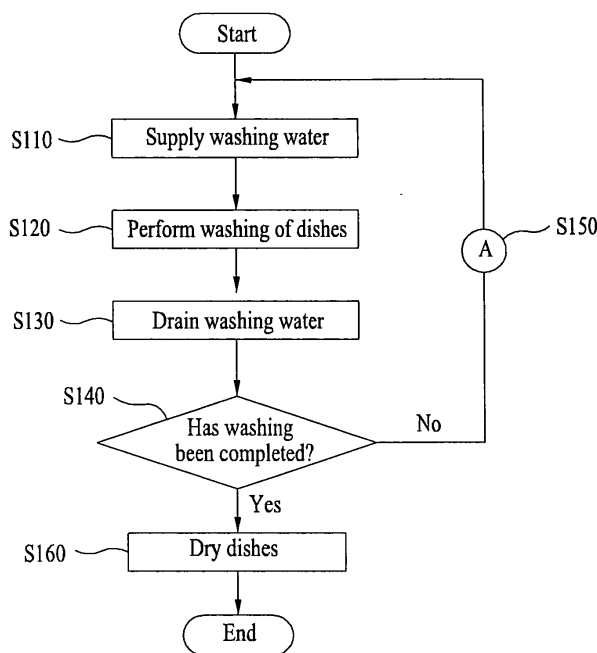 Start
S110
Supply washing water
S120
Perform washing of dishes
A
S150
S130
Drain washing water
S140
Has washing
been completed?
No
Yes
S160
Dry dishes
End